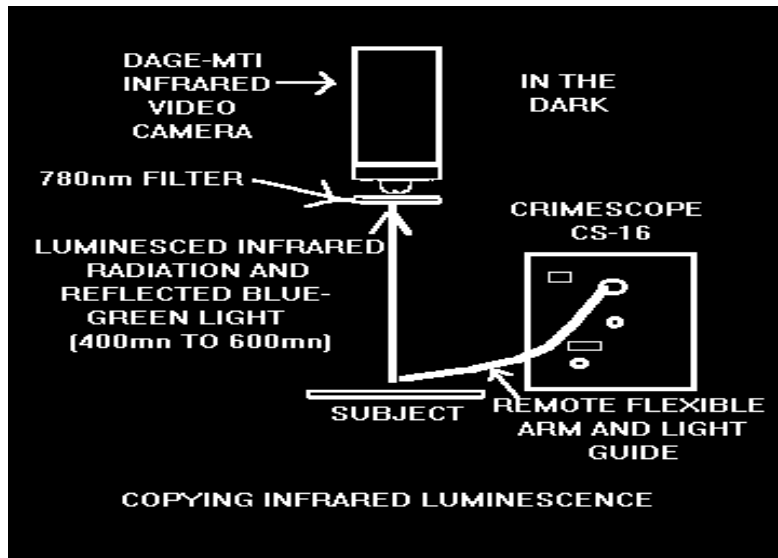 DAGE-MTI
INFRARED
VIDEO
CAMERA
IN THE
DARK
780nm FILTER
CRIMESCOPE
CS-16
LUMINESCED INFRARED
RADIATION AND
REFLECTED BLUE-
GREEN LIGHT
(400mn TO 600mn)
SUBJECT
REMOTE FLEXIBLE
ARM AND LIGHT
GUIDE
COPYING INFRARED LUMINESCENCE